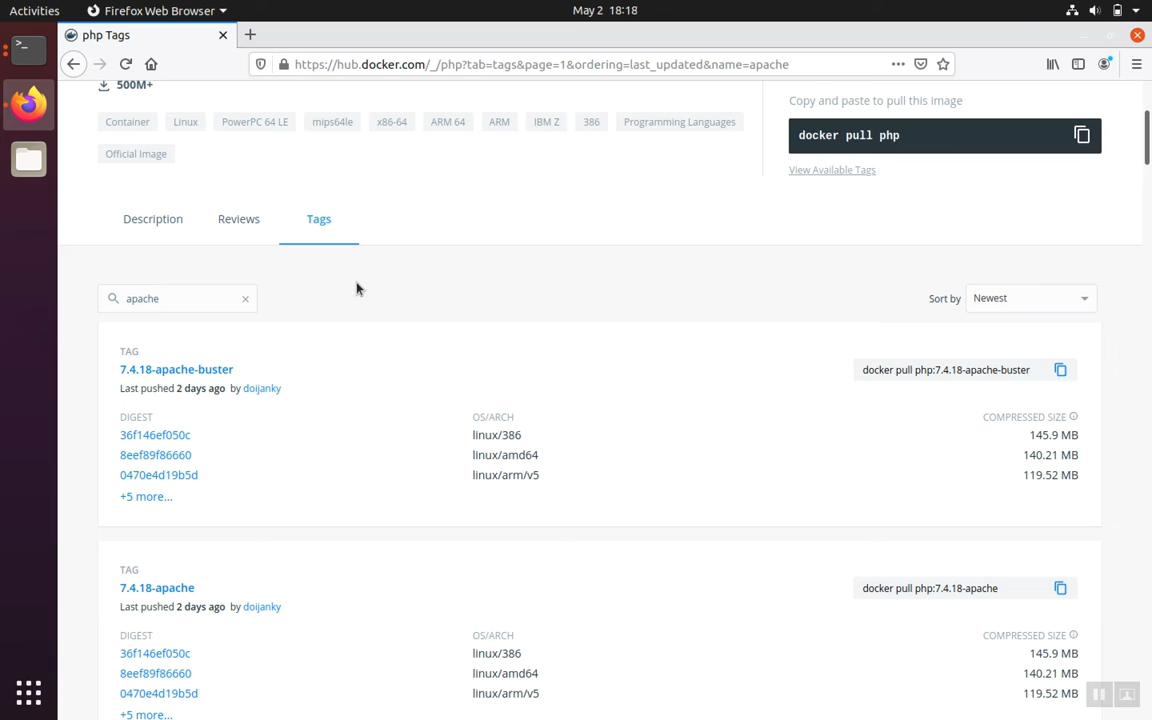 Activities
Firefox Web Browser
May 2 18:18
php Tags
https://hub.docker.com/_/php?tab=tags&page=1&ordering=last_updated&name=apache
500M+
Copy and paste to pull this image
Container
Linux
PowerPC 64 LE
mips64le
x86-64
ARM 64
ARM
IBM Z
386
Programming Languages
docker pull php
Official Image
View Available Tags
Description
Reviews
Tags
apache
Sort by
Newest
TAG
7.4.18-apache-buster
docker pull php:7.4.18-apache-buster
Last pushed 2 days ago by doijanky
DIGEST
OS/ARCH
COMPRESSED SIZE
36f146ef050c
linux/386
145.9 MB
8eef89f86660
linux/amd64
140.21 MB
0470e4d19b5d
linux/arm/v5
119.52 MB
+5 more...
TAG
7.4.18-apache
docker pull php:7.4.18-apache
Last pushed 2 days ago by doijanky
DIGEST
OS/ARCH
COMPRESSED SIZE
36f146ef050c
linux/386
145.9 MB
8eef89f86660
linux/amd64
140.21 MB
0470e4d19b5d
linux/arm/v5
119.52 MB
+5 more...